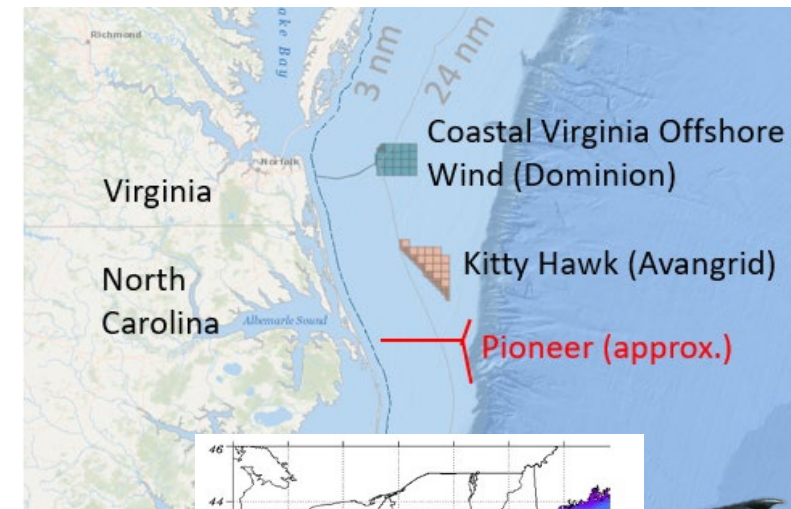 Richmond
ake Bay
3 nm
24 nm
Coastal Virginia Offshore
Wind (Dominion)
Norfolk
Virginia
Kitty Hawk (Avangrid)
North
Carolina
Albemarle Sound
Pioneer (approx.)
46
44